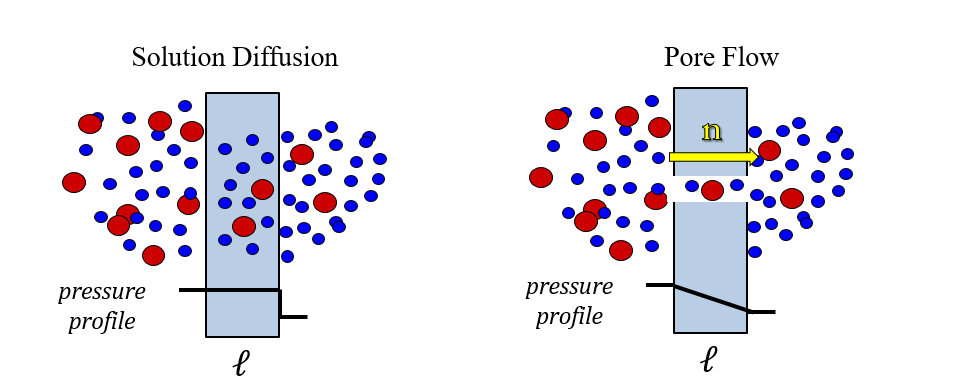 Solution Diffusion
Pore Flow
n
pressure
profile
pressure
profile
ℓ
ℓ